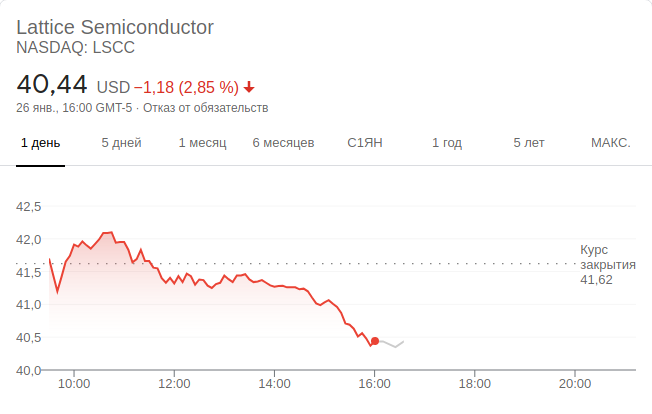 Lattice Semiconductor
NASDAQ: LSCC
40,44 USD −1,18 (2,85 %)
26 янв., 16:00 GMT-5 · Отказ от обязательств
1 день 5 дней 1 месяц 6 месяцев С1ЯН 1 год 5 лет МАКС.
42,5
42,0
41,5
41,0
40,5
40,0
Курс
закрытия
41,62
10:00 12:00 14:00 16:00 18:00 20:00